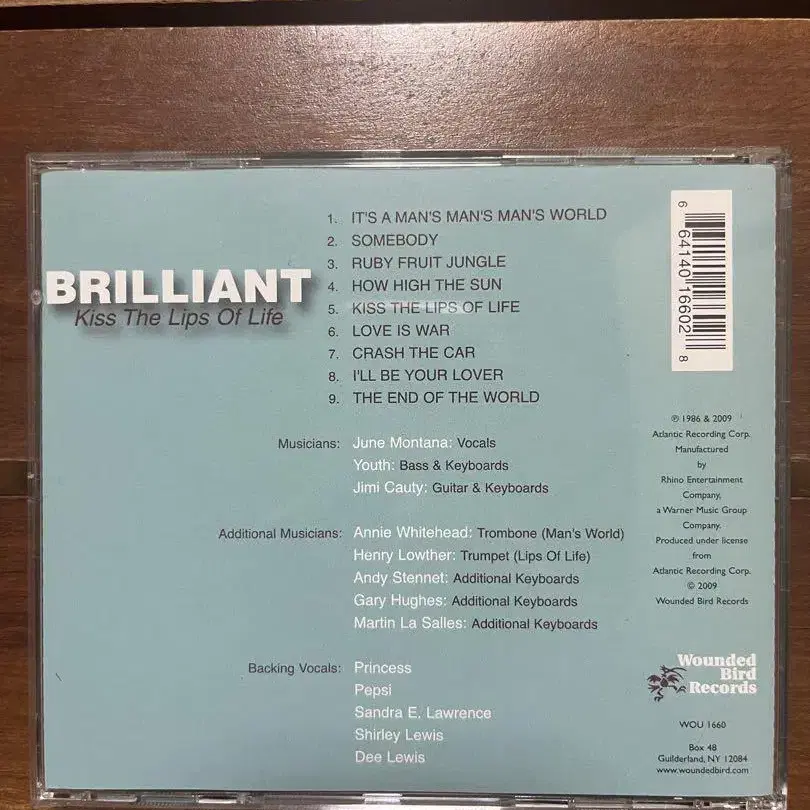 BRILLIANT
Kiss The Lips Of Life
1. IT'S A MAN'S MAN'S MAN'S WORLD
2. SOMEBODY
3. RUBY FRUIT JUNGLE
4. HOW HIGH THE SUN
5. KISS THE LIPS OF LIFE
6. LOVE IS WAR
7. CRASH THE CAR
8. I'LL BE YOUR LOVER
9. THE END OF THE WORLD
Musicians: June Montana: Vocals
Youth: Bass & Keyboards
Jimi Cauty: Guitar & Keyboards
Additional Musicians: Annie Whitehead: Trombone (Man's World)
Henry Lowther: Trumpet (Lips Of Life)
Andy Stennet: Additional Keyboards
Gary Hughes: Additional Keyboards
Martin La Salles: Additional Keyboards
Backing Vocals: Princess
Pepsi
Sandra E. Lawrence
Shirley Lewis
Dee Lewis
6 64140 16602 8
℗ 1986 & 2009
Atlantic Recording Corp.
Manufactured
by
Rhino Entertainment
Company,
a Warner Music Group
Company.
Produced under license
from
Atlantic Recording Corp.
© 2009
Wounded Bird Records
Wounded
Bird
Records
WOU 1660
Box 48
Guilderland, NY 12084
www.woundedbird.com